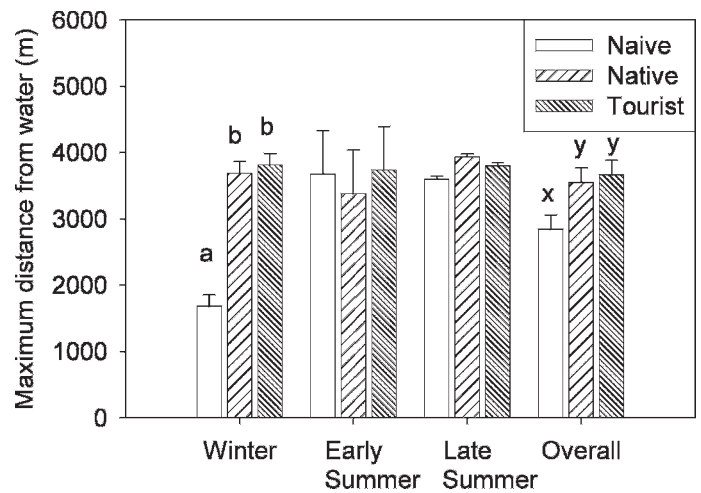 Maximum distance from water (m)
6000
5000
4000
3000
2000
1000
0
Naive
Native
Tourist
a
b
b
x
y
y
Winter
Early
Summer
Late
Summer
Overall